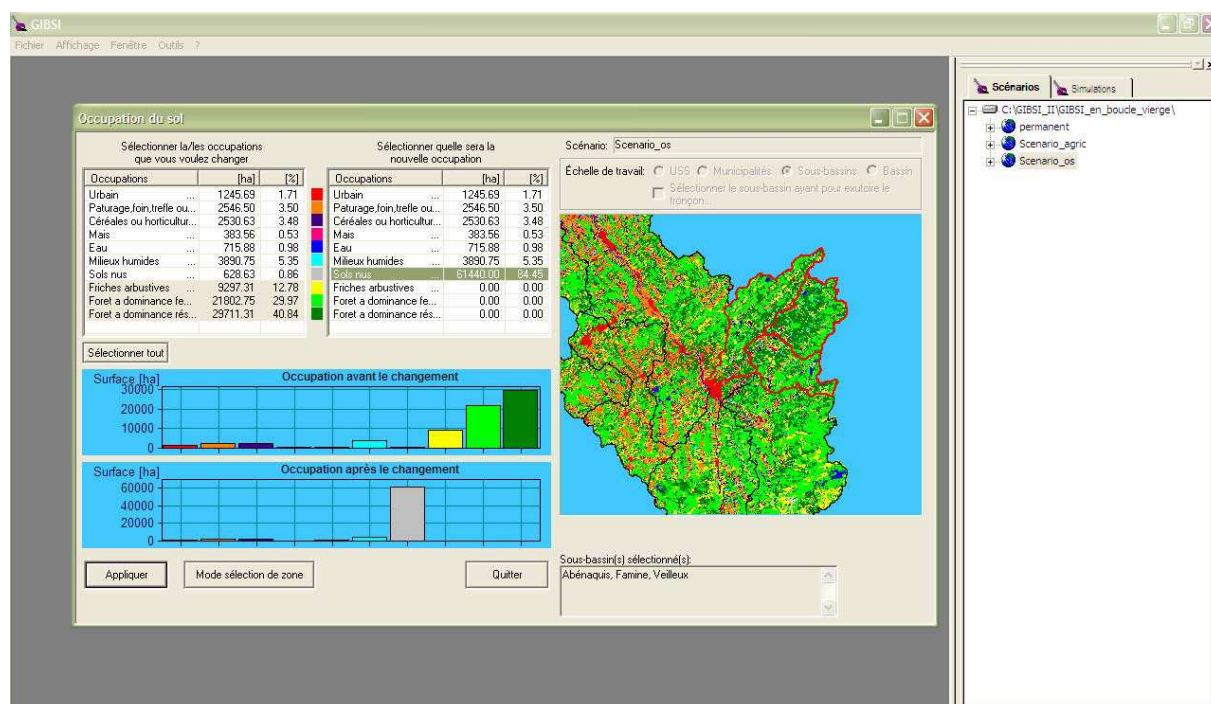 GIBSI
Fichier Affichage Fenêtre Outils ?
Occupation du sol
Sélectionner la/les occupations
que vous voulez changer
Occupations [ha] [%]
Urbain ... 1245.69 1.71
Paturage,foin,trefle ou... 2546.50 3.50
Céréales ou horticultur... 2530.63 3.48
Mais ... 383.56 0.53
Eau ... 715.88 0.98
Milieux humides ... 3890.75 5.35
Sols nus ... 628.63 0.86
Friches arbustives ... 9297.31 12.78
Foret a dominance fe... 21802.75 29.97
Foret a dominance rés... 29711.31 40.84
Sélectionner quelle sera la
nouvelle occupation
Occupations [ha] [%]
Urbain ... 1245.69 1.71
Paturage,foin,trefle ou... 2546.50 3.50
Céréales ou horticultur... 2530.63 3.48
Mais ... 383.56 0.53
Eau ... 715.88 0.98
Milieux humides ... 3890.75 5.35
Sols nus ... 61440.00 84.45
Friches arbustives ... 0.00 0.00
Foret a dominance fe... 0.00 0.00
Foret a dominance rés... 0.00 0.00
Sélectionner tout
Surface [ha]
Occupation avant le changement
30000
20000
10000
0
Surface [ha]
Occupation après le changement
60000
40000
20000
0
Appliquer
Mode sélection de zone
Quitter
Scénario: Scenario_os
Échelle de travail: USS Municipalités Sous-bassins Bassin
Sélectionner le sous-bassin ayant pour exutoire le
tronçon...
Sous-bassin(s) sélectionné(s):
Abénaquis, Famine, Veilleux
Scénarios
Simulations
C:\GIBSI_II\GIBSI_en_boucle_vierge\
permanent
Scenario_agric
Scenario_os